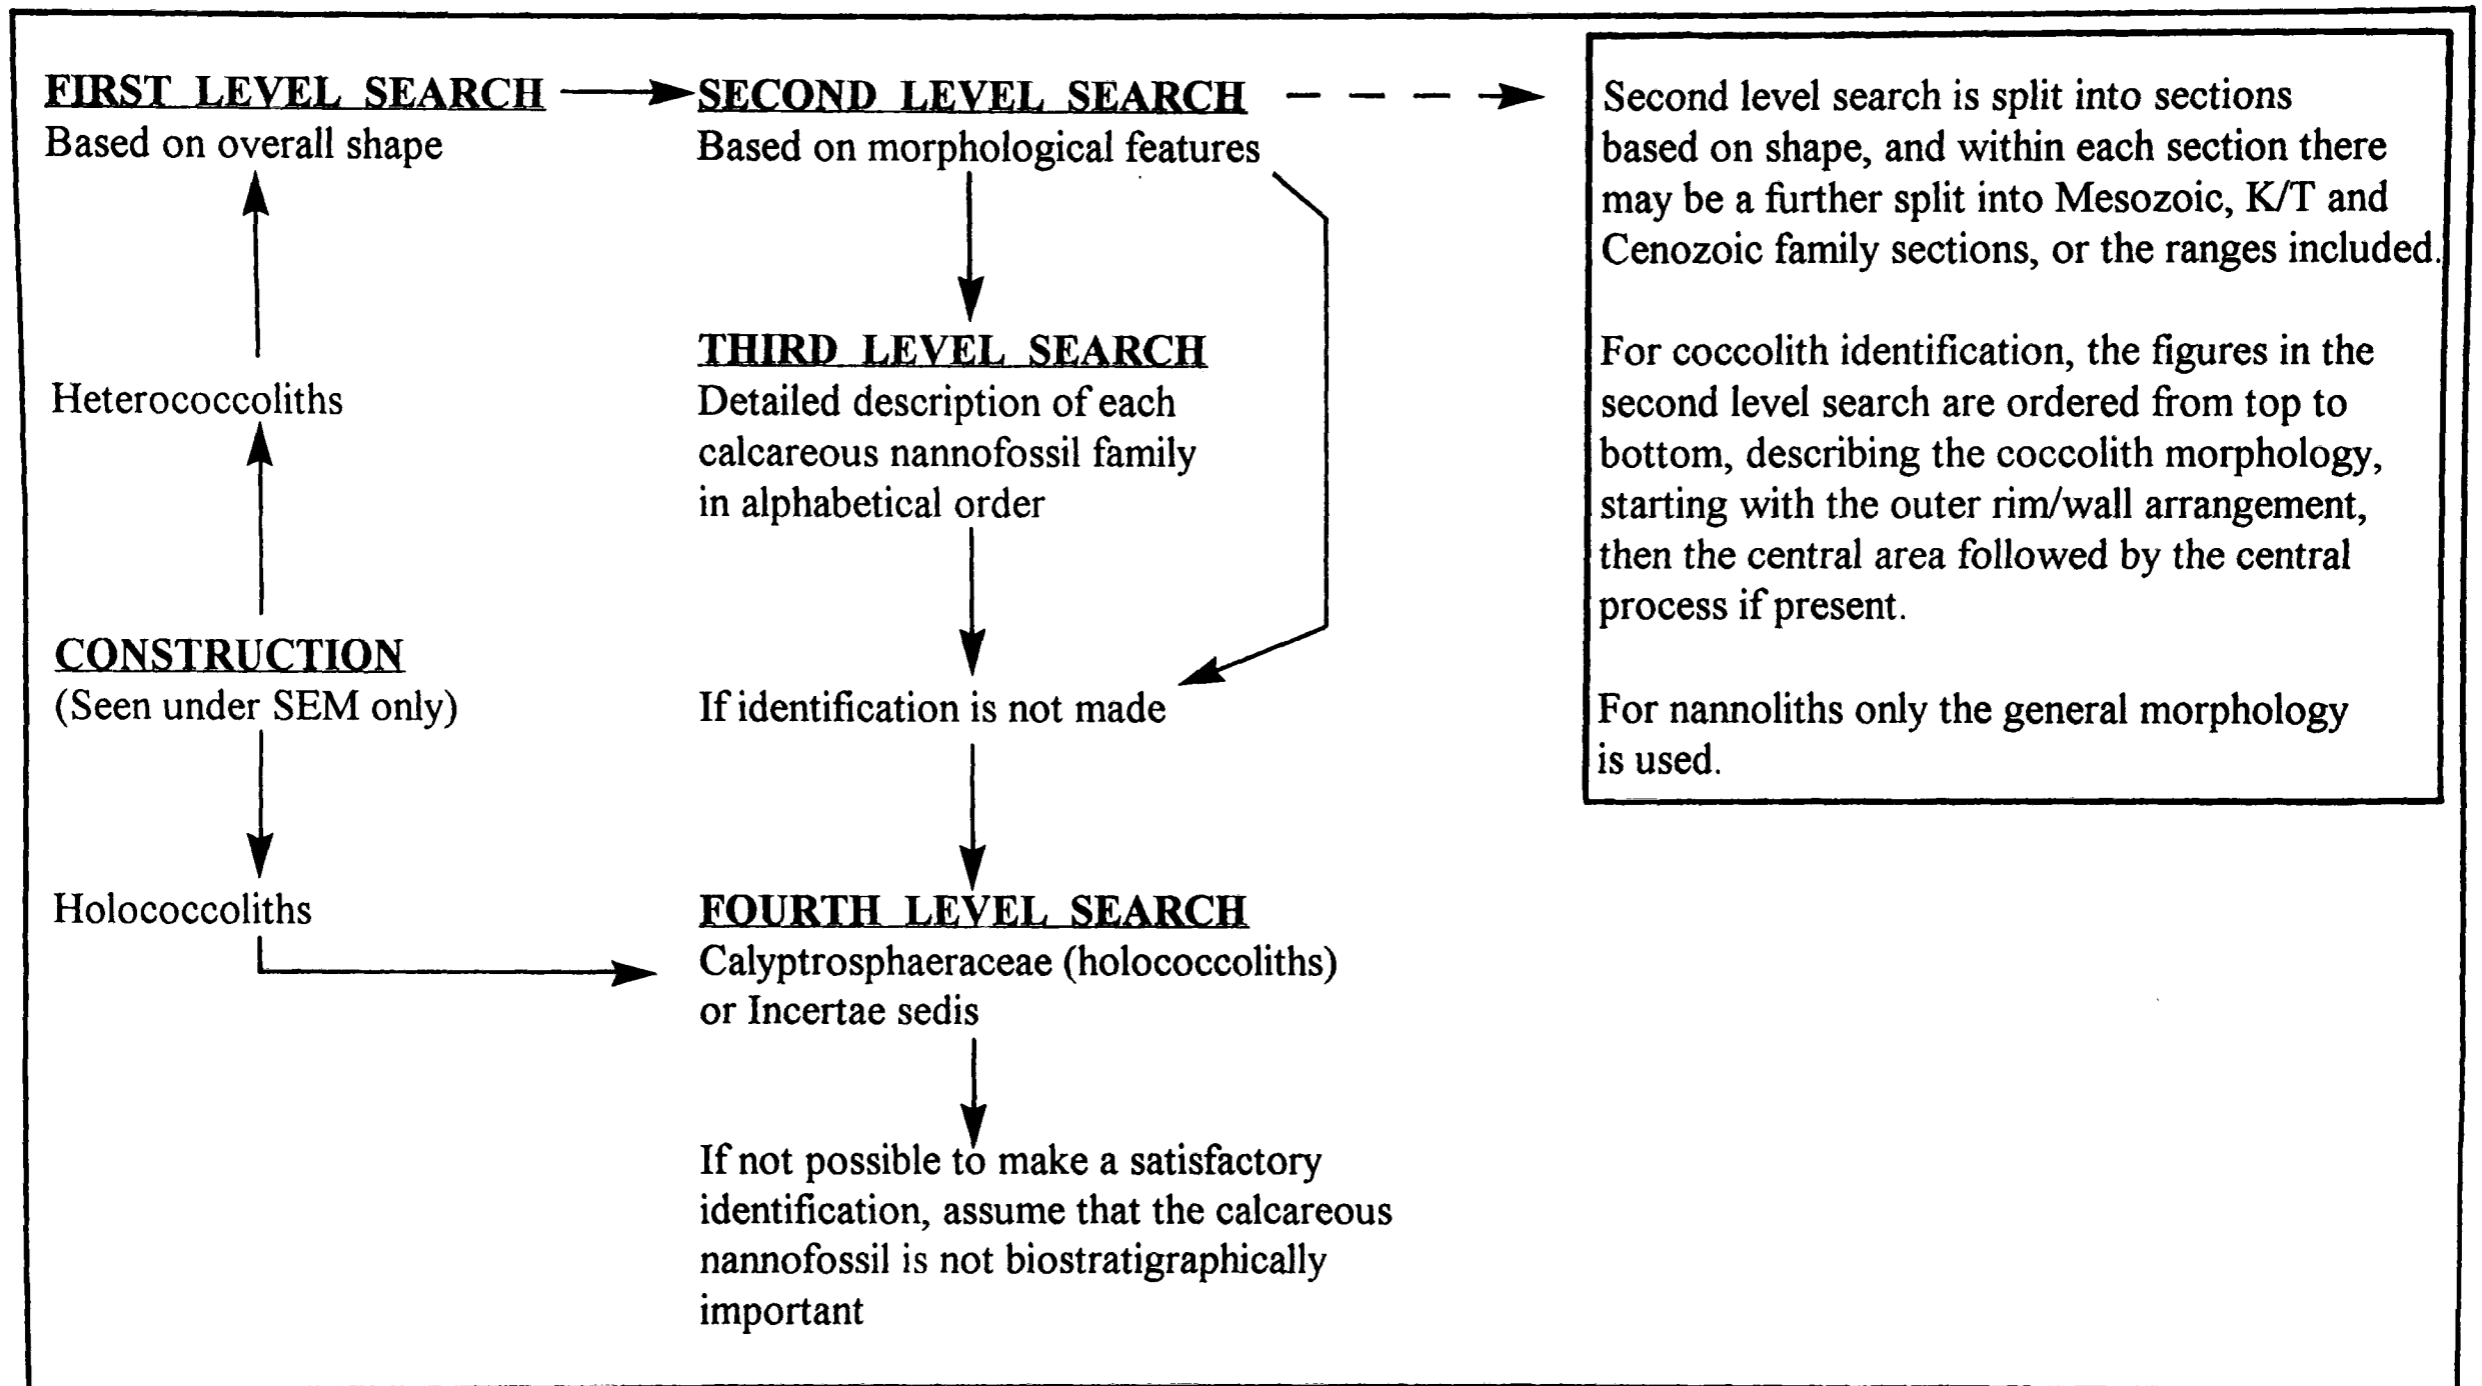 FIRST LEVEL SEARCH
Based on overall shape
Heterococcoliths
CONSTRUCTION
(Seen under SEM only)
Holococcoliths
SECOND LEVEL SEARCH
Based on morphological features
THIRD LEVEL SEARCH
Detailed description of each
calcareous nannofossil family
in alphabetical order
If identification is not made
FOURTH LEVEL SEARCH
Calyptrosphaeraceae (holococcoliths)
or Incertae sedis
If not possible to make a satisfactory
identification, assume that the calcareous
nannofossil is not biostratigraphically
important
Second level search is split into sections
based on shape, and within each section there
may be a further split into Mesozoic, K/T and
Cenozoic family sections, or the ranges included.
For coccolith identification, the figures in the
second level search are ordered from top to
bottom, describing the coccolith morphology,
starting with the outer rim/wall arrangement,
then the central area followed by the central
process if present.
For nannoliths only the general morphology
is used.